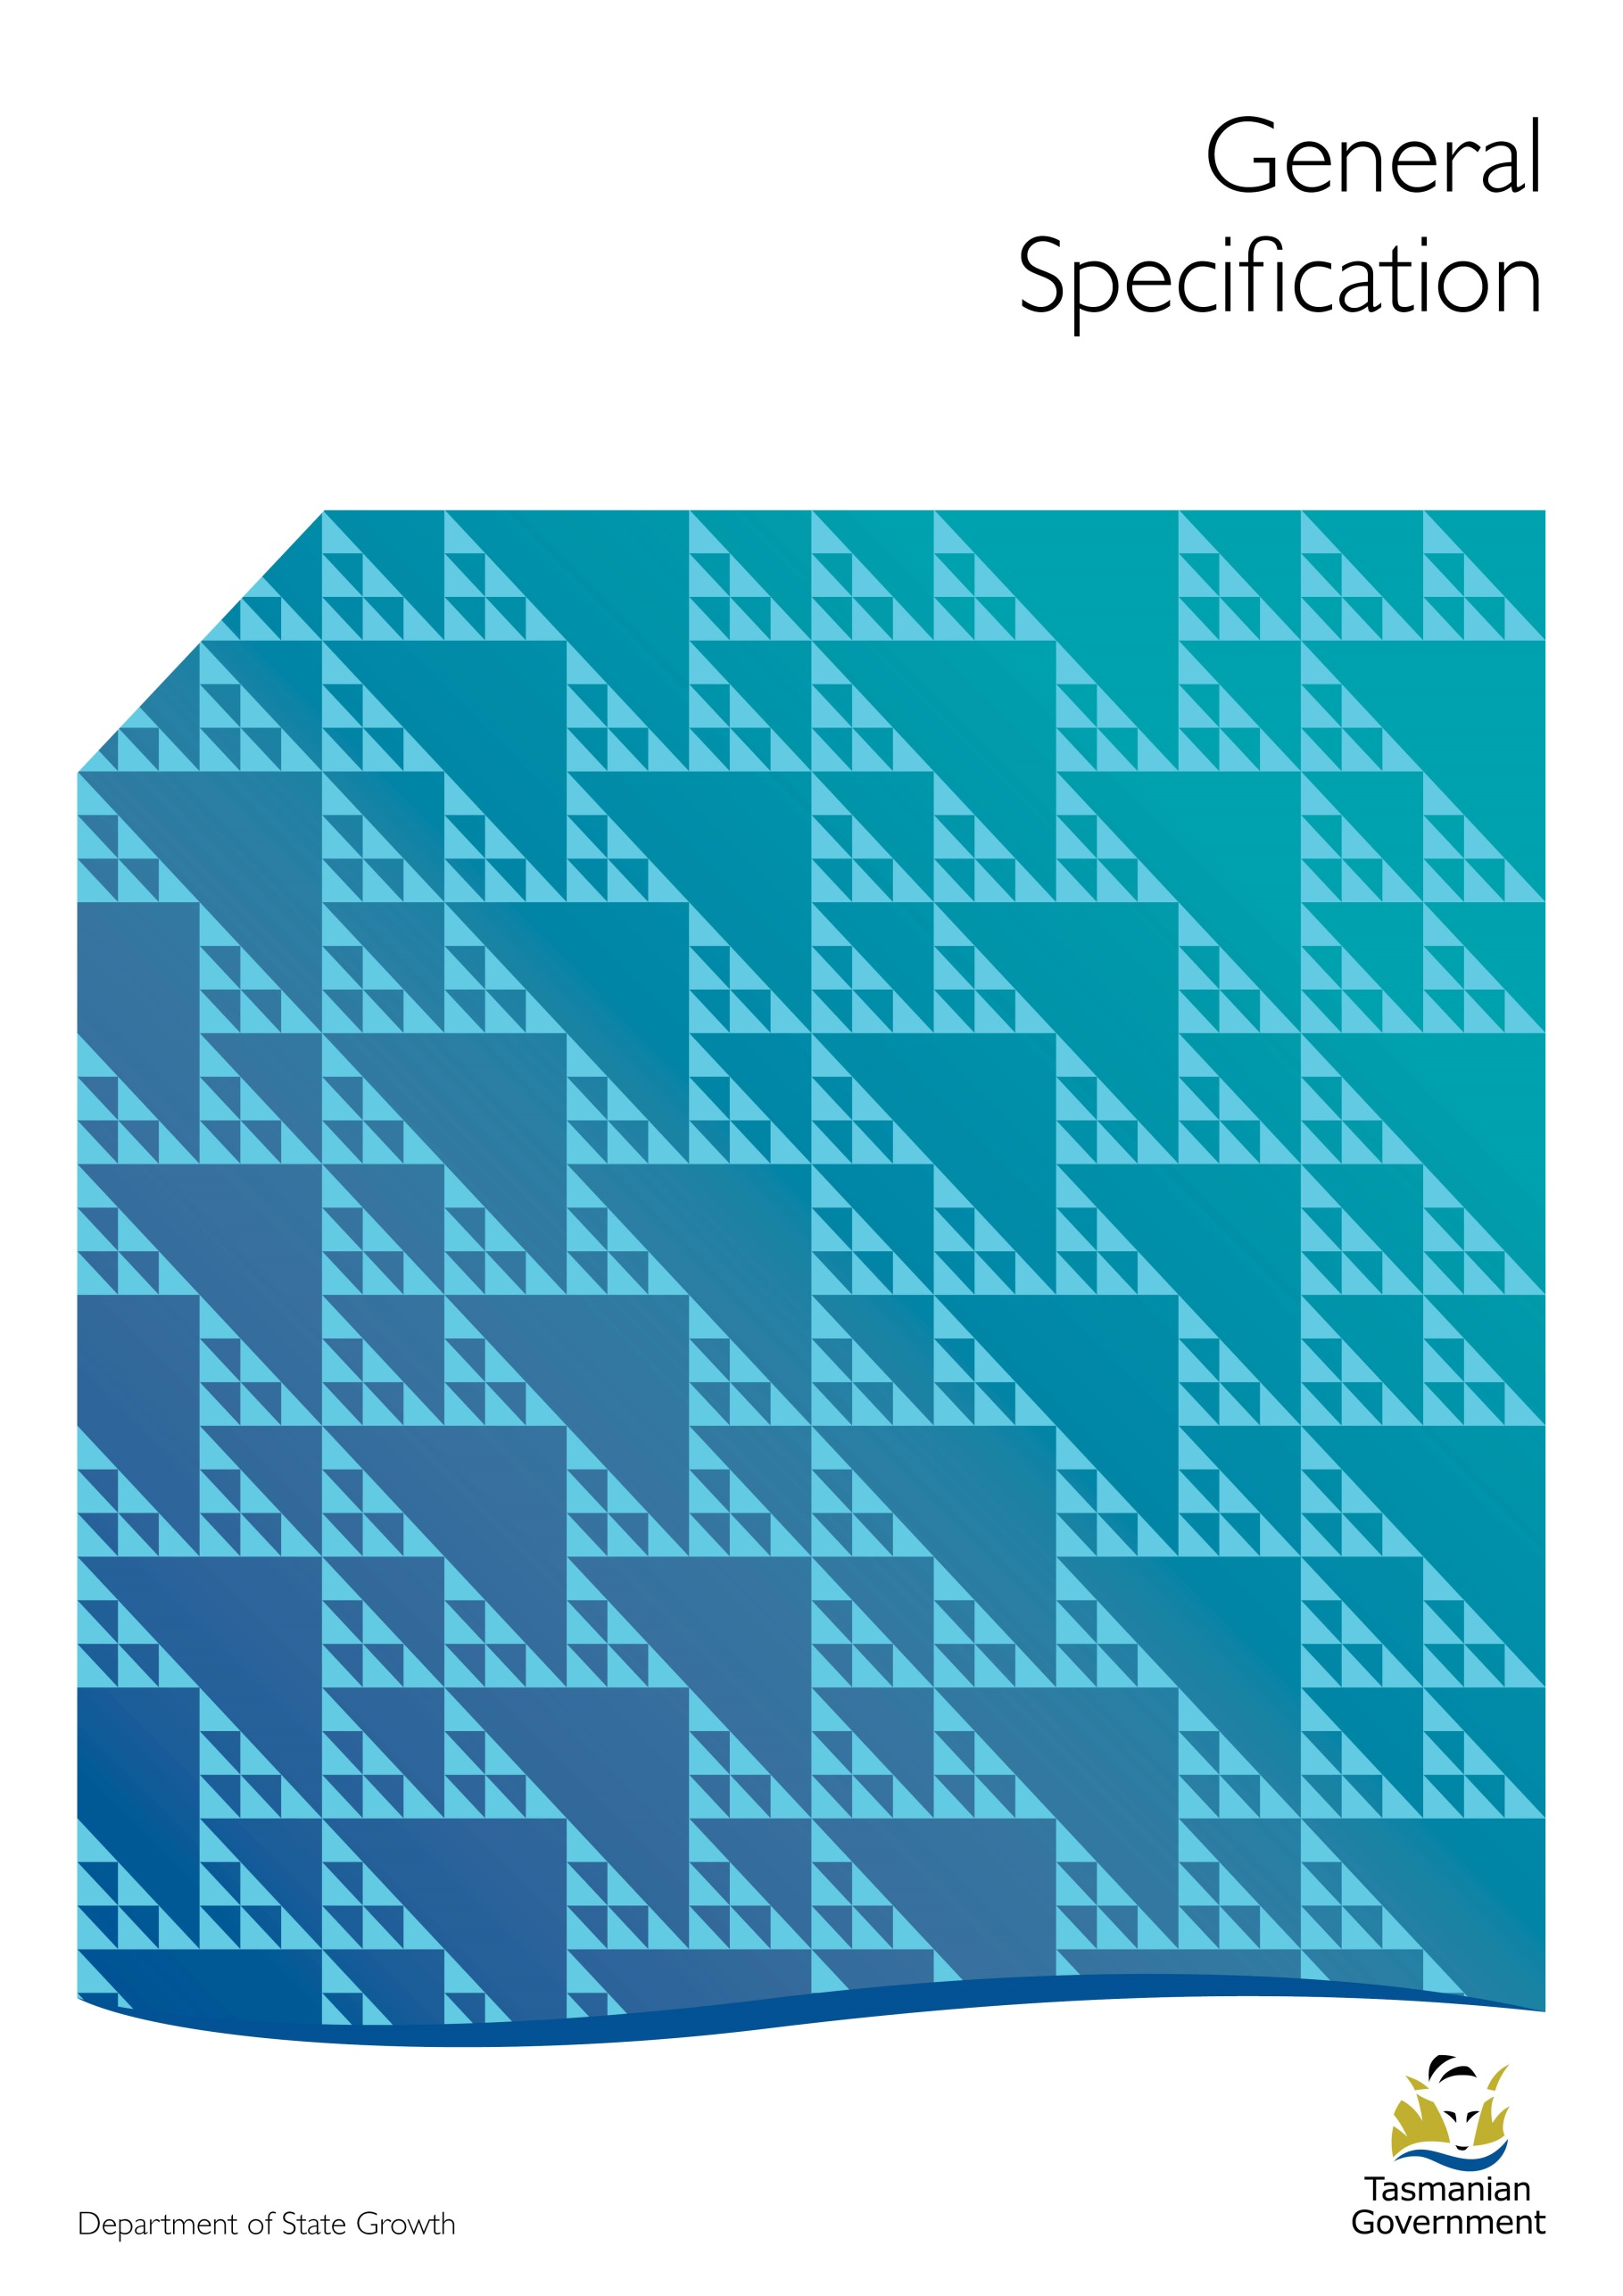 General
Specification
Department of State Growth
Tasmanian
Government